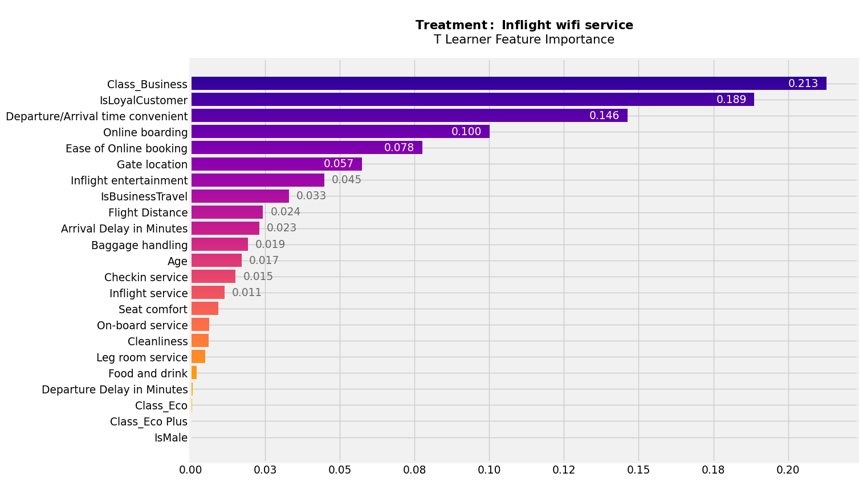 Treatment: Inflight wifi service
T Learner Feature Importance
Class_Business 0.213
IsLoyalCustomer 0.189
Departure/Arrival time convenient 0.146
Online boarding 0.100
Ease of Online booking 0.078
Gate location 0.057
Inflight entertainment 0.045
IsBusinessTravel 0.033
Flight Distance 0.024
Arrival Delay in Minutes 0.023
Baggage handling 0.019
Age 0.017
Checkin service 0.015
Inflight service 0.011
Seat comfort
On-board service
Cleanliness
Leg room service
Food and drink
Departure Delay in Minutes
Class_Eco
Class_Eco Plus
IsMale
0.00 0.03 0.05 0.08 0.10 0.12 0.15 0.18 0.20